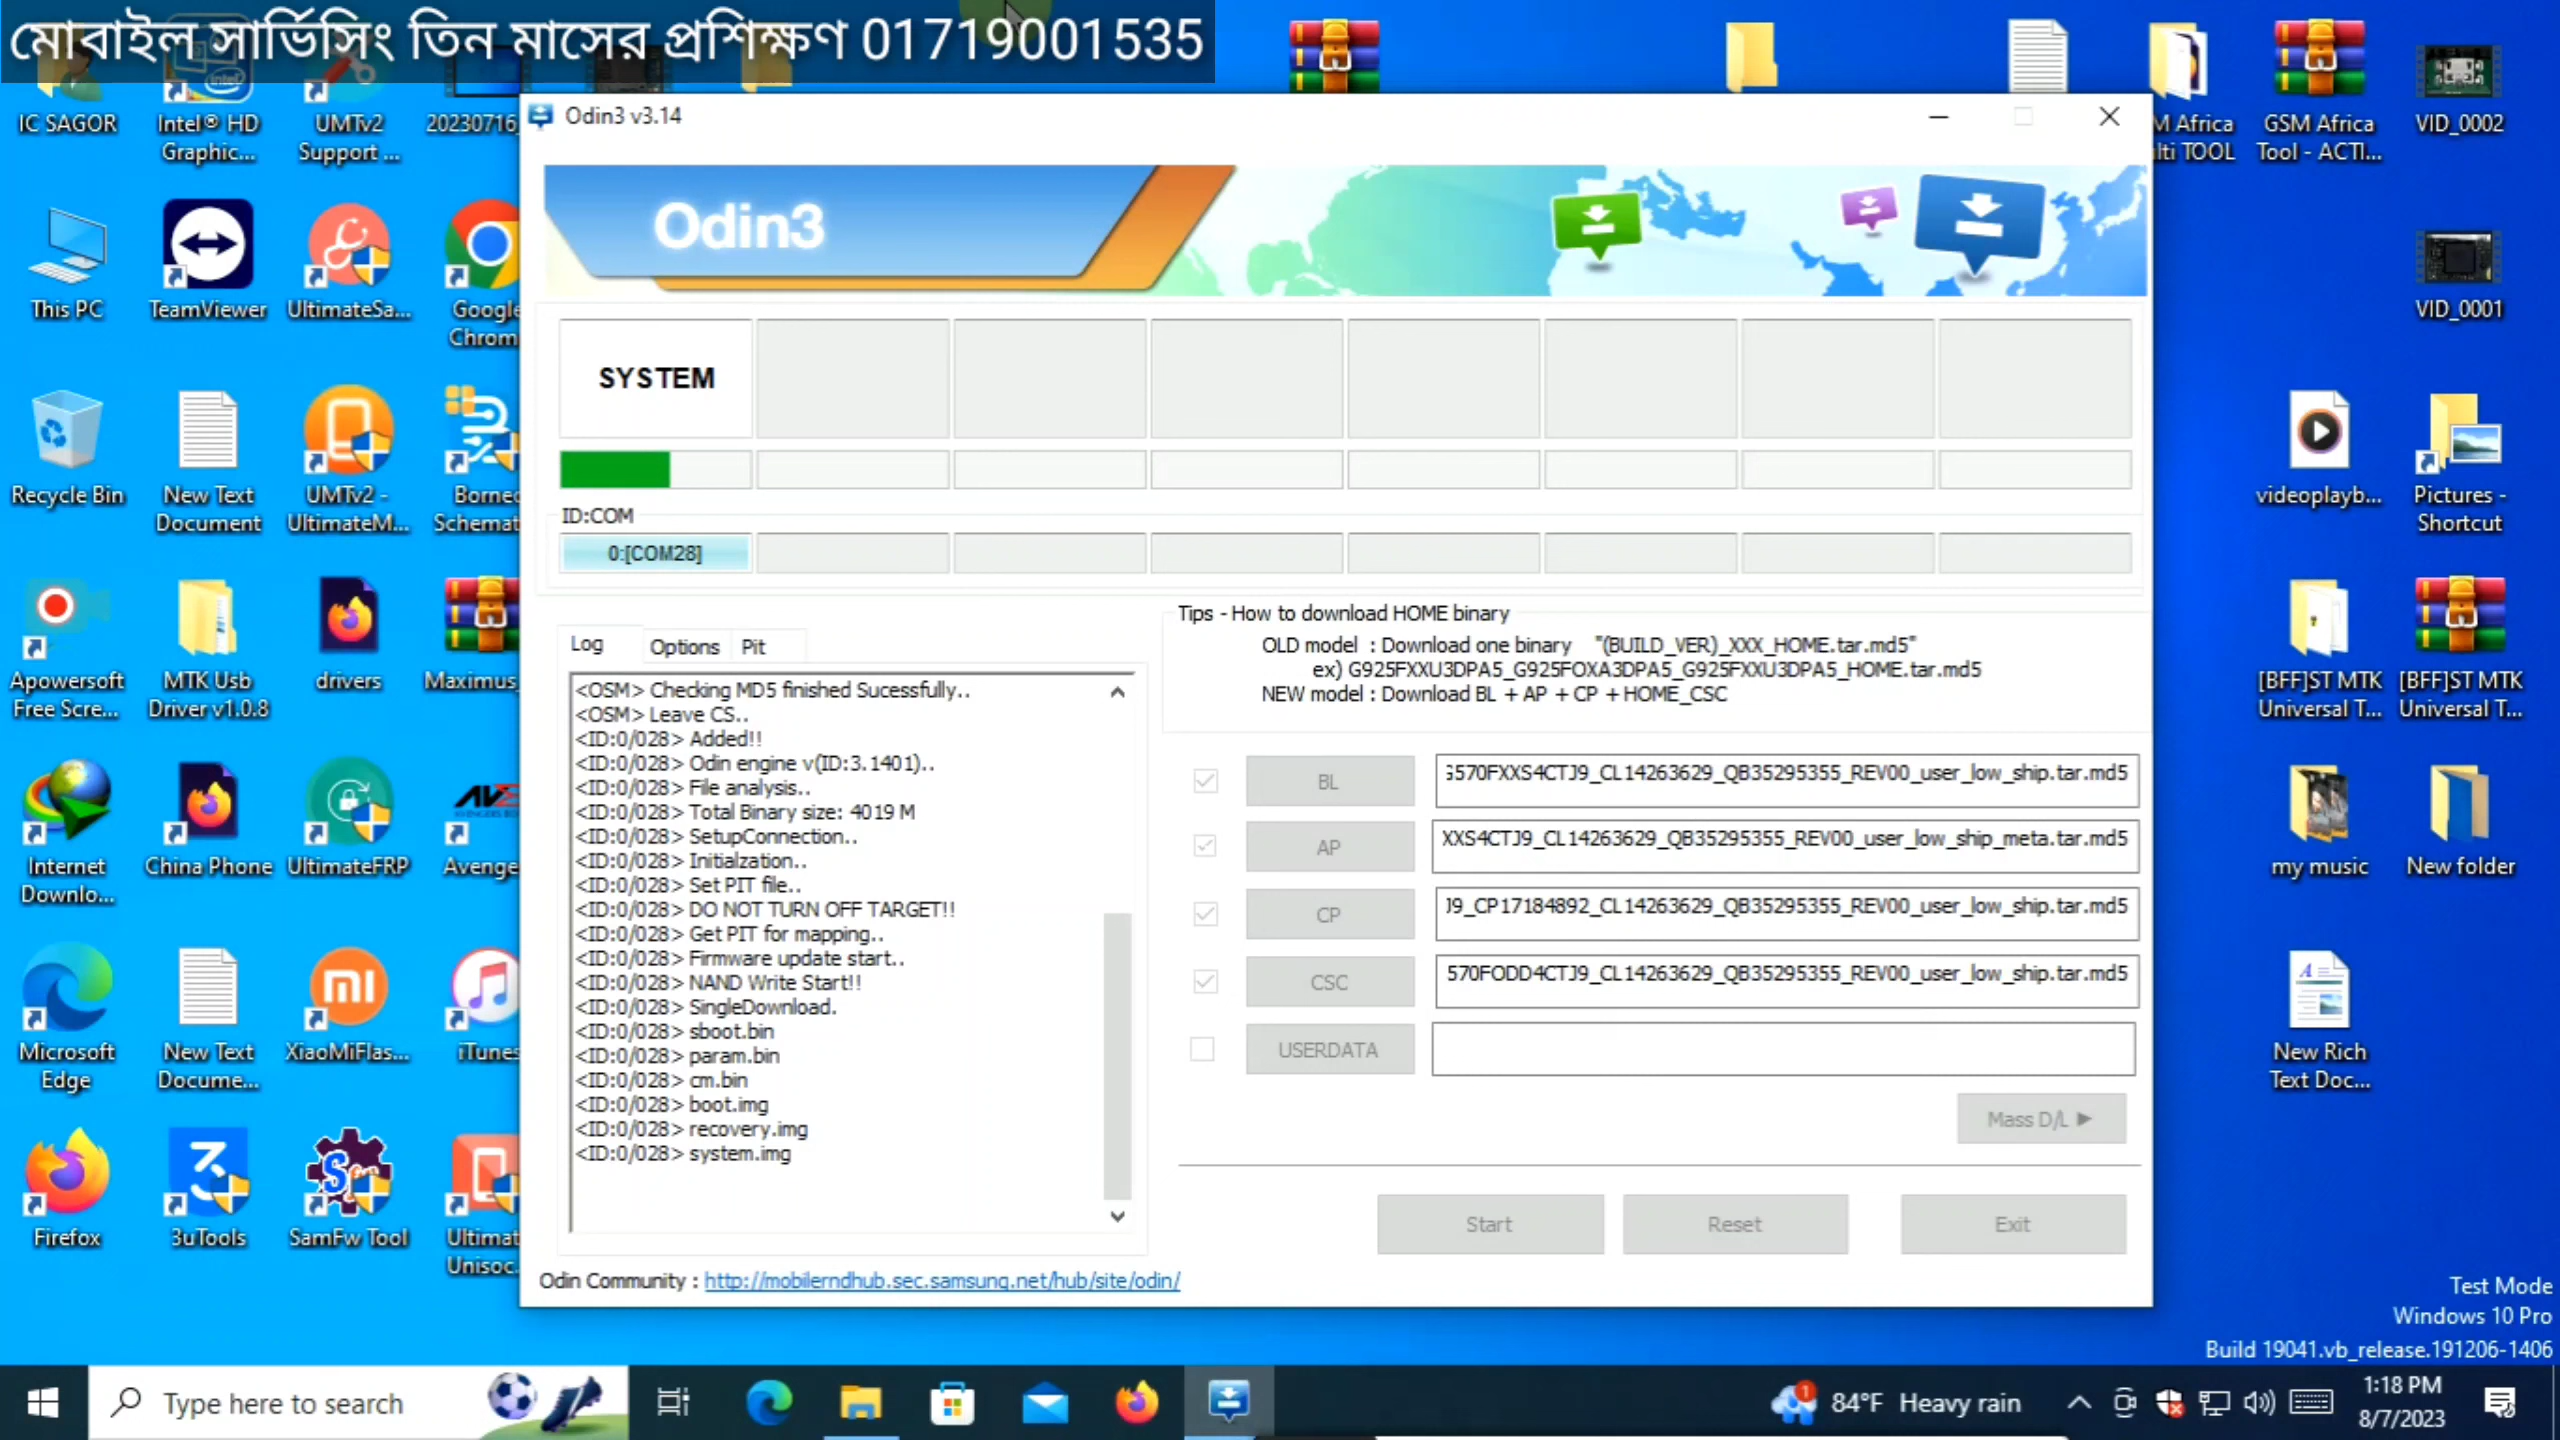 মোবাইল সার্ভিসিং তিন মাসের প্রশিক্ষণ 01719001535
IC SAGOR
Intel® HD
Graphic...
UMTv2
Support ...
20230716
M Africa
lti TOOL
GSM Africa
Tool - ACTI...
VID_0002
This PC
TeamViewer
UltimateSa...
Google
Chrom
VID_0001
Recycle Bin
New Text
Document
UMTv2 -
UltimateM...
Borneo
Schemat
videoplayb...
Pictures -
Shortcut
Apowersoft
Free Scre...
MTK Usb
Driver v1.0.8
drivers
Maximus
[BFF]ST MTK
Universal T...
[BFF]ST MTK
Universal T...
Internet
Downlo...
China Phone
UltimateFRP
Avenge
my music
New folder
Microsoft
Edge
New Text
Docume...
XiaoMiFlas...
iTunes
New Rich
Text Doc...
Firefox
3uTools
SamFw Tool
Ultimat
Unisoc.
Odin3 v3.14
Odin3
SYSTEM
ID:COM
0:[COM28]
Log
Options
Pit
<OSM> Checking MD5 finished Sucessfully..
<OSM> Leave CS..
<ID:0/028> Added!!
<ID:0/028> Odin engine v(ID:3.1401)..
<ID:0/028> File analysis..
<ID:0/028> Total Binary size: 4019 M
<ID:0/028> SetupConnection..
<ID:0/028> Initialzation..
<ID:0/028> Set PIT file..
<ID:0/028> DO NOT TURN OFF TARGET!!
<ID:0/028> Get PIT for mapping..
<ID:0/028> Firmware update start..
<ID:0/028> NAND Write Start!!
<ID:0/028> SingleDownload.
<ID:0/028> sboot.bin
<ID:0/028> param.bin
<ID:0/028> cm.bin
<ID:0/028> boot.img
<ID:0/028> recovery.img
<ID:0/028> system.img
Tips - How to download HOME binary
OLD model : Download one binary "(BUILD_VER)_XXX_HOME.tar.md5"
ex) G925FXXU3DPA5_G925FOXA3DPA5_G925FXXU3DPA5_HOME.tar.md5
NEW model : Download BL + AP + CP + HOME_CSC
BL
G570FXXS4CTJ9_CL14263629_QB35295355_REV00_user_low_ship.tar.md5
AP
XXS4CTJ9_CL14263629_QB35295355_REV00_user_low_ship_meta.tar.md5
CP
J9_CP17184892_CL14263629_QB35295355_REV00_user_low_ship.tar.md5
CSC
570FODD4CTJ9_CL14263629_QB35295355_REV00_user_low_ship.tar.md5
USERDATA
Mass D/L
Start
Reset
Exit
Odin Community : http://mobilerndhub.sec.samsung.net/hub/site/odin/
Test Mode
Windows 10 Pro
Build 19041.vb_release.191206-1406
Type here to search
1
84°F Heavy rain
1:18 PM
8/7/2023